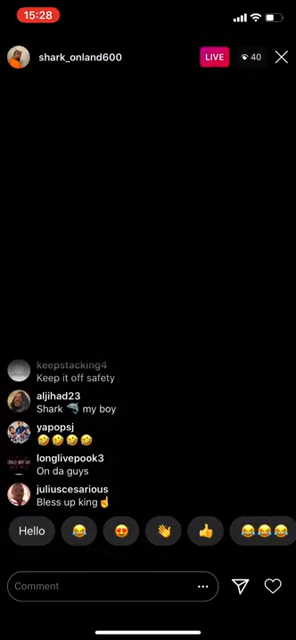 15:28
shark_onland600
LIVE
40
keepstacking4
Keep it off safety
aljihad23
Shark 🦈 my boy
yapopsj
🤣🤣🤣🤣
longlivepook3
On da guys
juliuscesarious
Bless up king☝️
Hello 😂 😍 👋 👍 😂😂😂
Comment